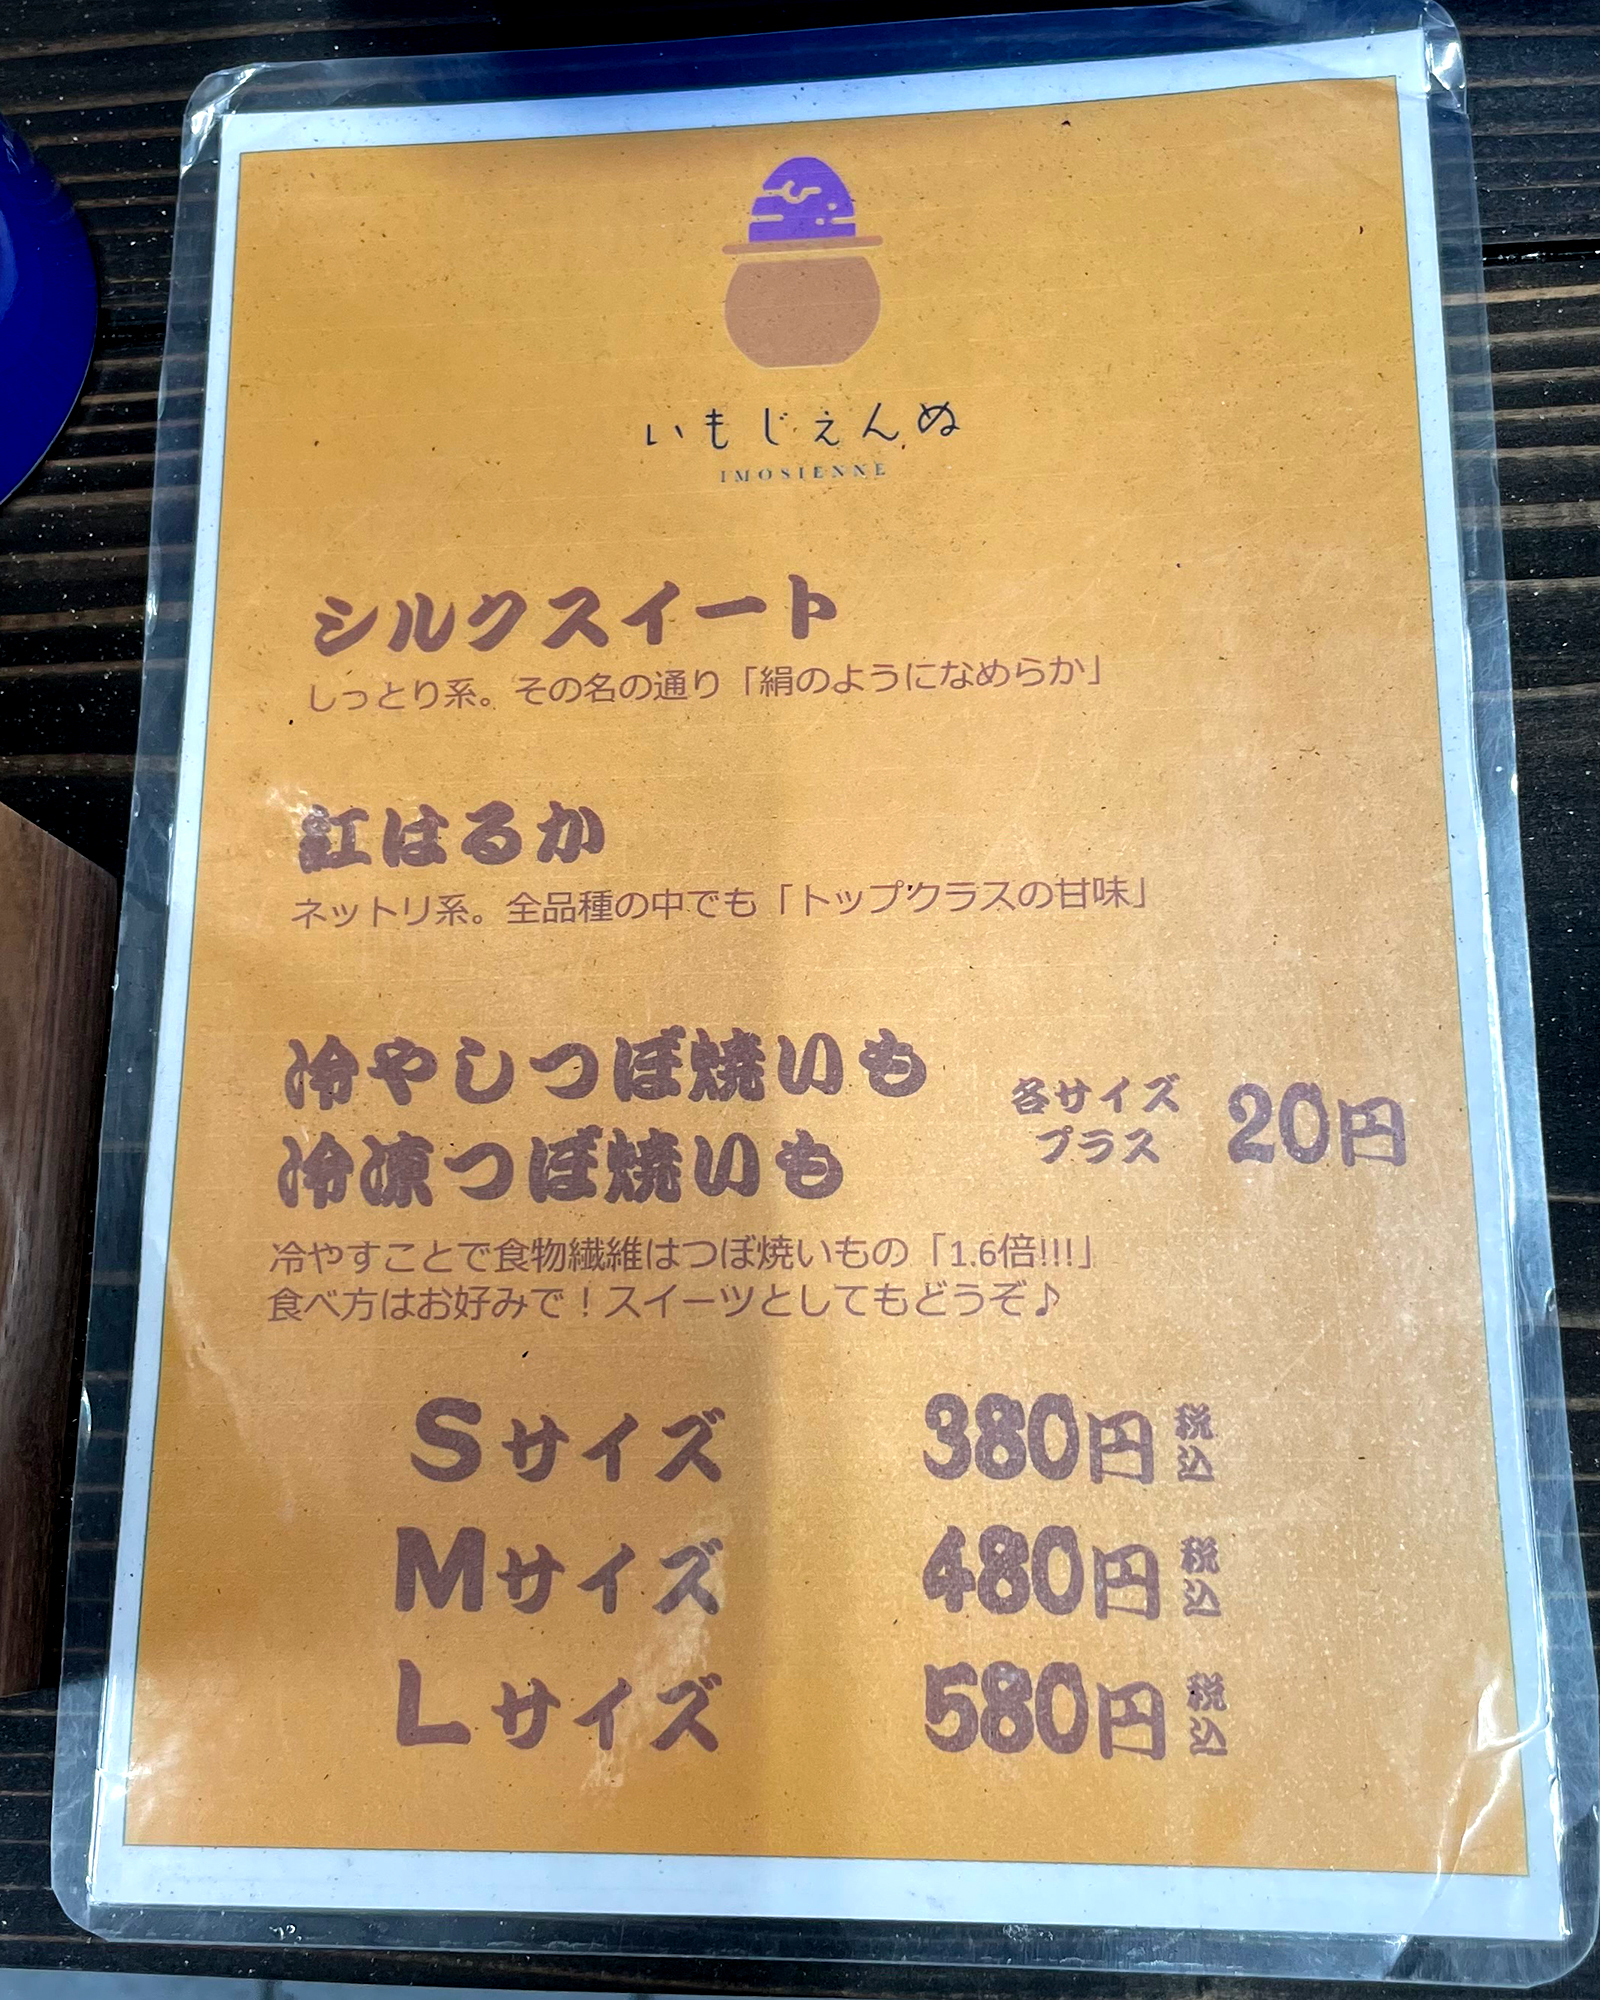 いもじぇんぬ
IMOSIENNE
シルクスイート
しっとり系。その名の通り「絹のようになめらか」
紅はるか
ネットリ系。全品種の中でも「トップクラスの甘味」
冷やしつぼ焼いも
冷凍つぼ焼いも
各サイズ
プラス
20円
冷やすことで食物繊維はつぼ焼いもの「1.6倍!!!」
食べ方はお好みで！スイーツとしてもどうぞ♪
Sサイズ 380円 税込
Mサイズ 480円 税込
Lサイズ 580円 税込